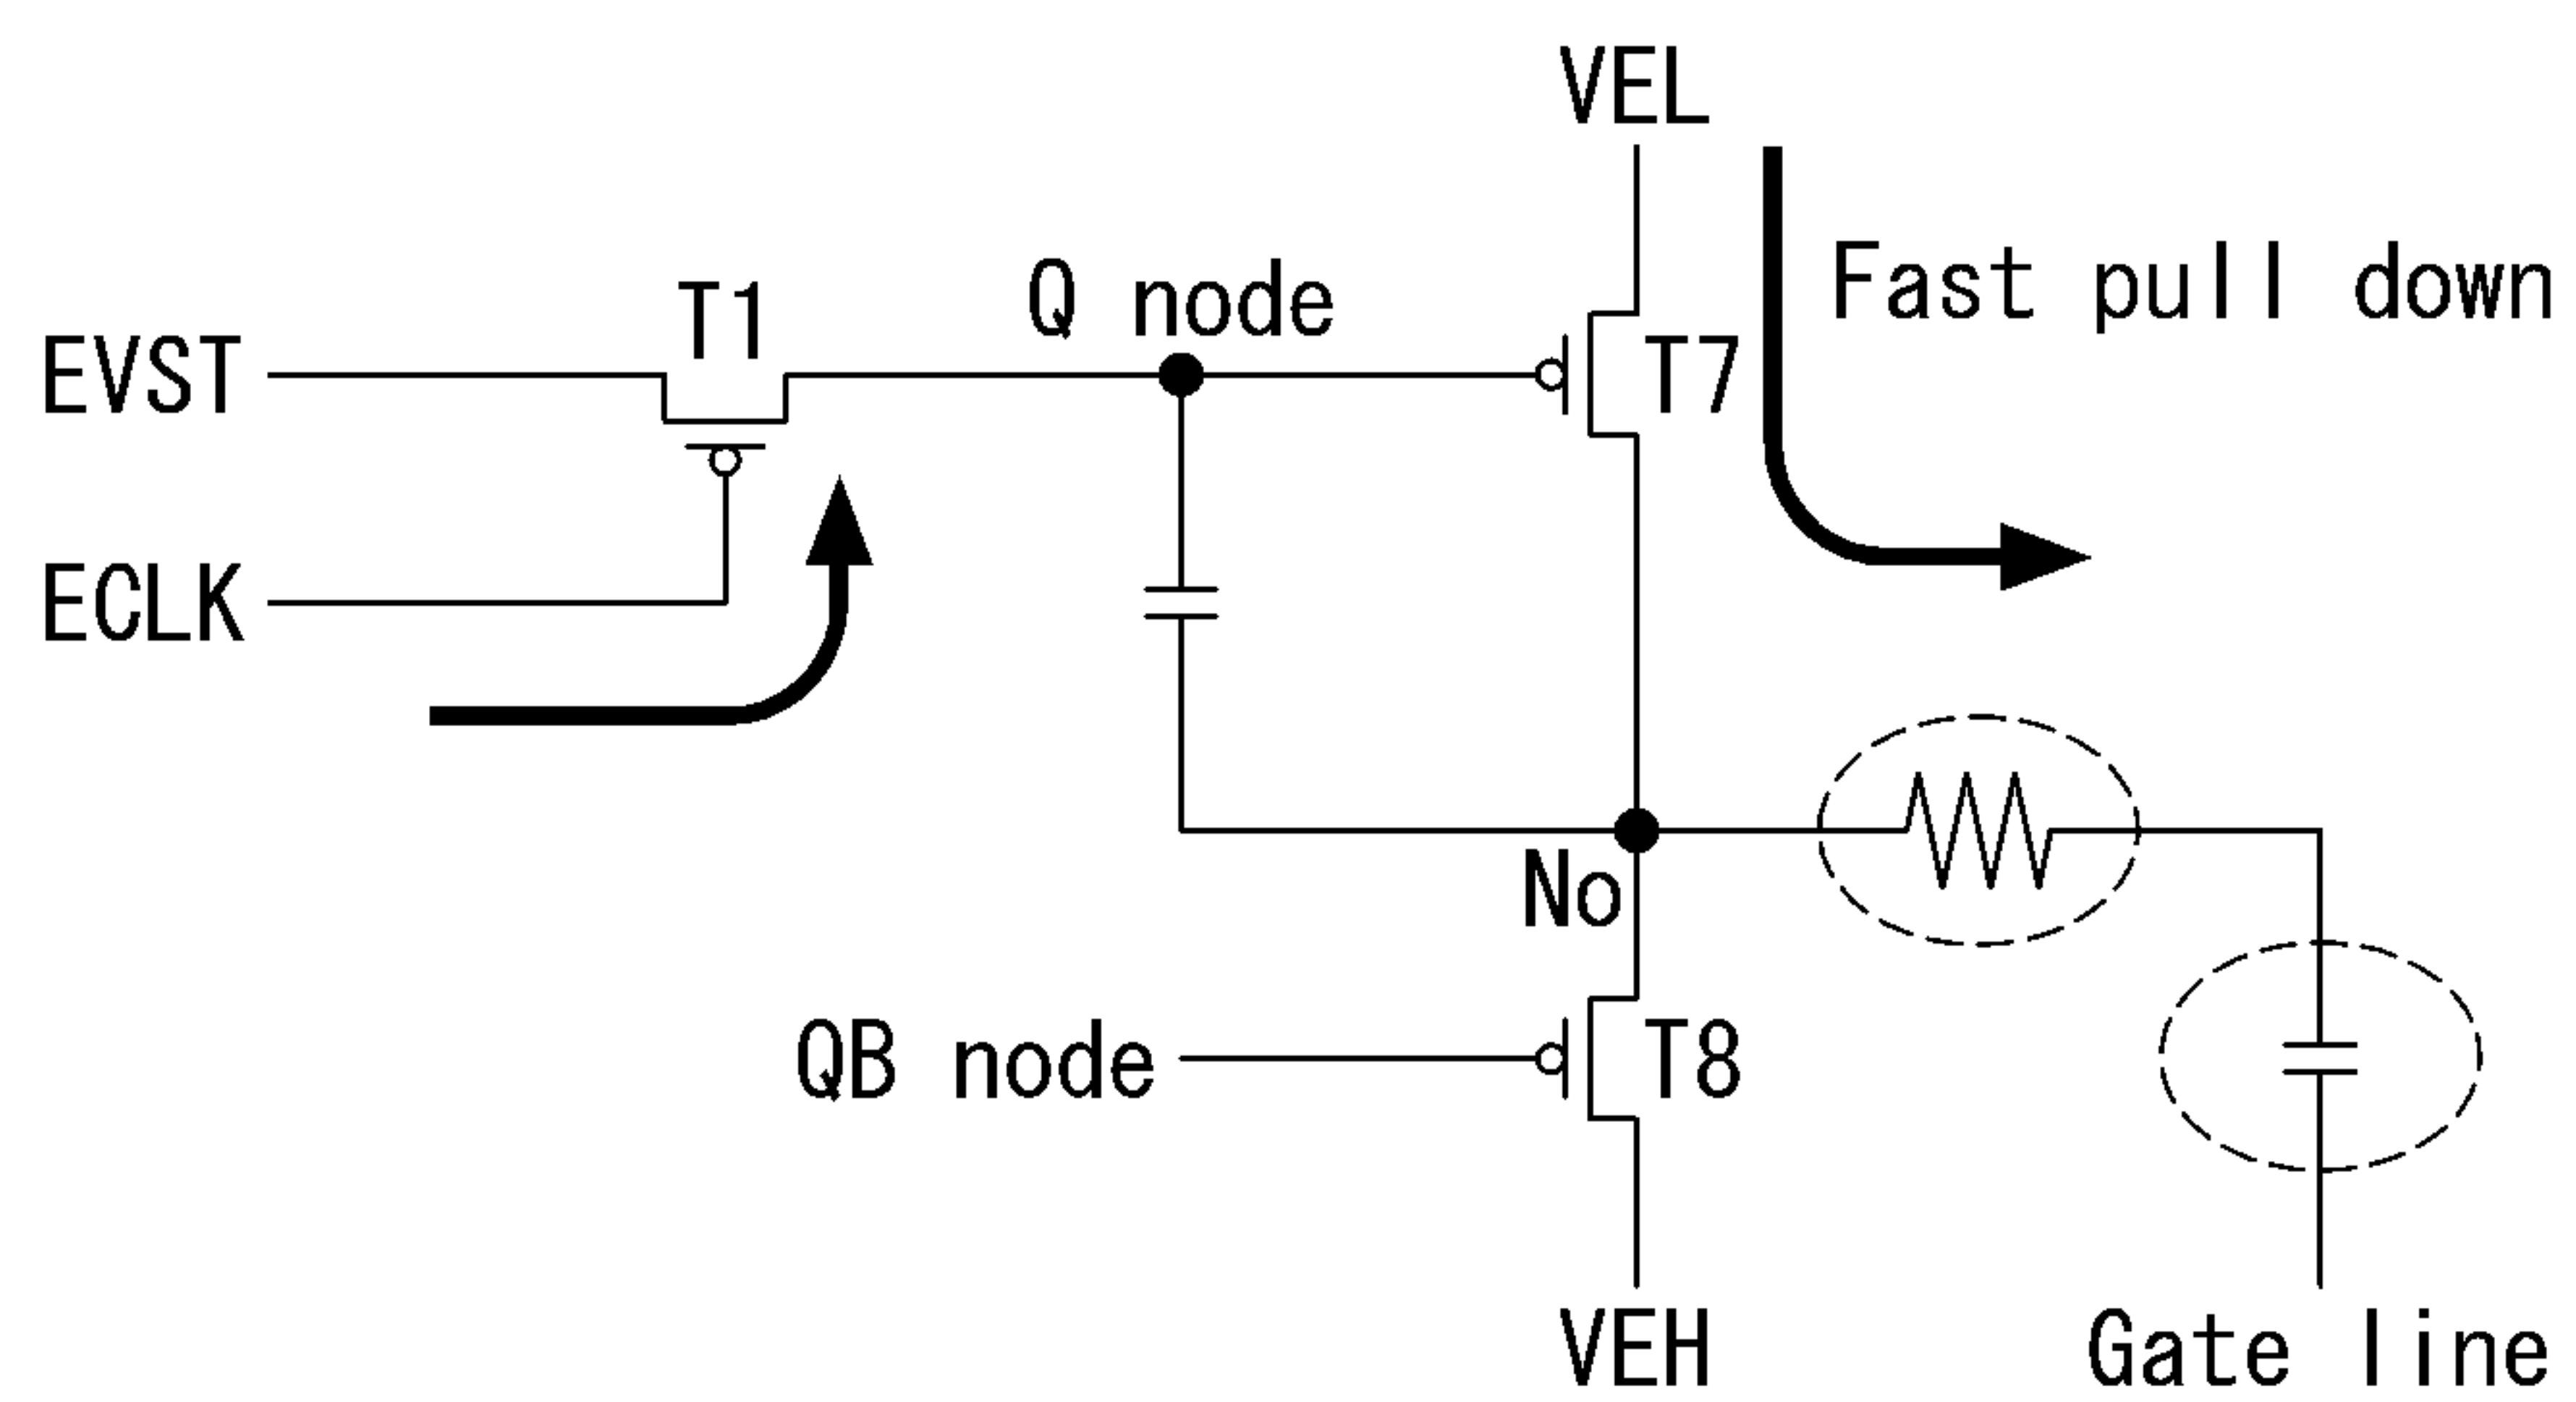 VEL
Fast pull down
Q node
T1
T7
EVST
ECLK
No
QB node
T8
VEH
Gate line